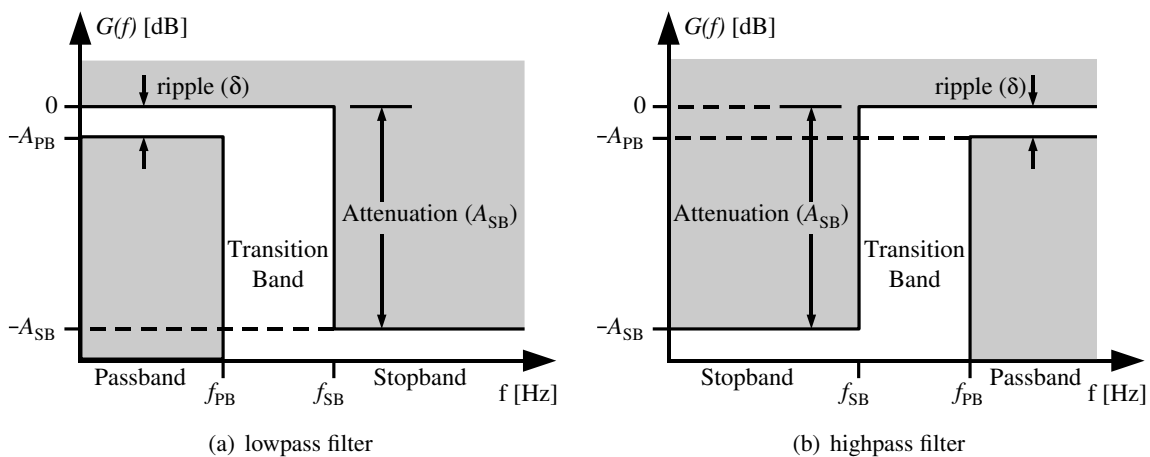 G(f) [dB]
ripple (δ)
0
–A_PB
Attenuation (A_SB)
Transition
Band
–A_SB
Passband
f_PB
f_SB
Stopband
f [Hz]
(a) lowpass filter
G(f) [dB]
ripple (δ)
0
–A_PB
Attenuation (A_SB)
Transition
Band
–A_SB
Stopband
f_SB
f_PB
Passband
f [Hz]
(b) highpass filter